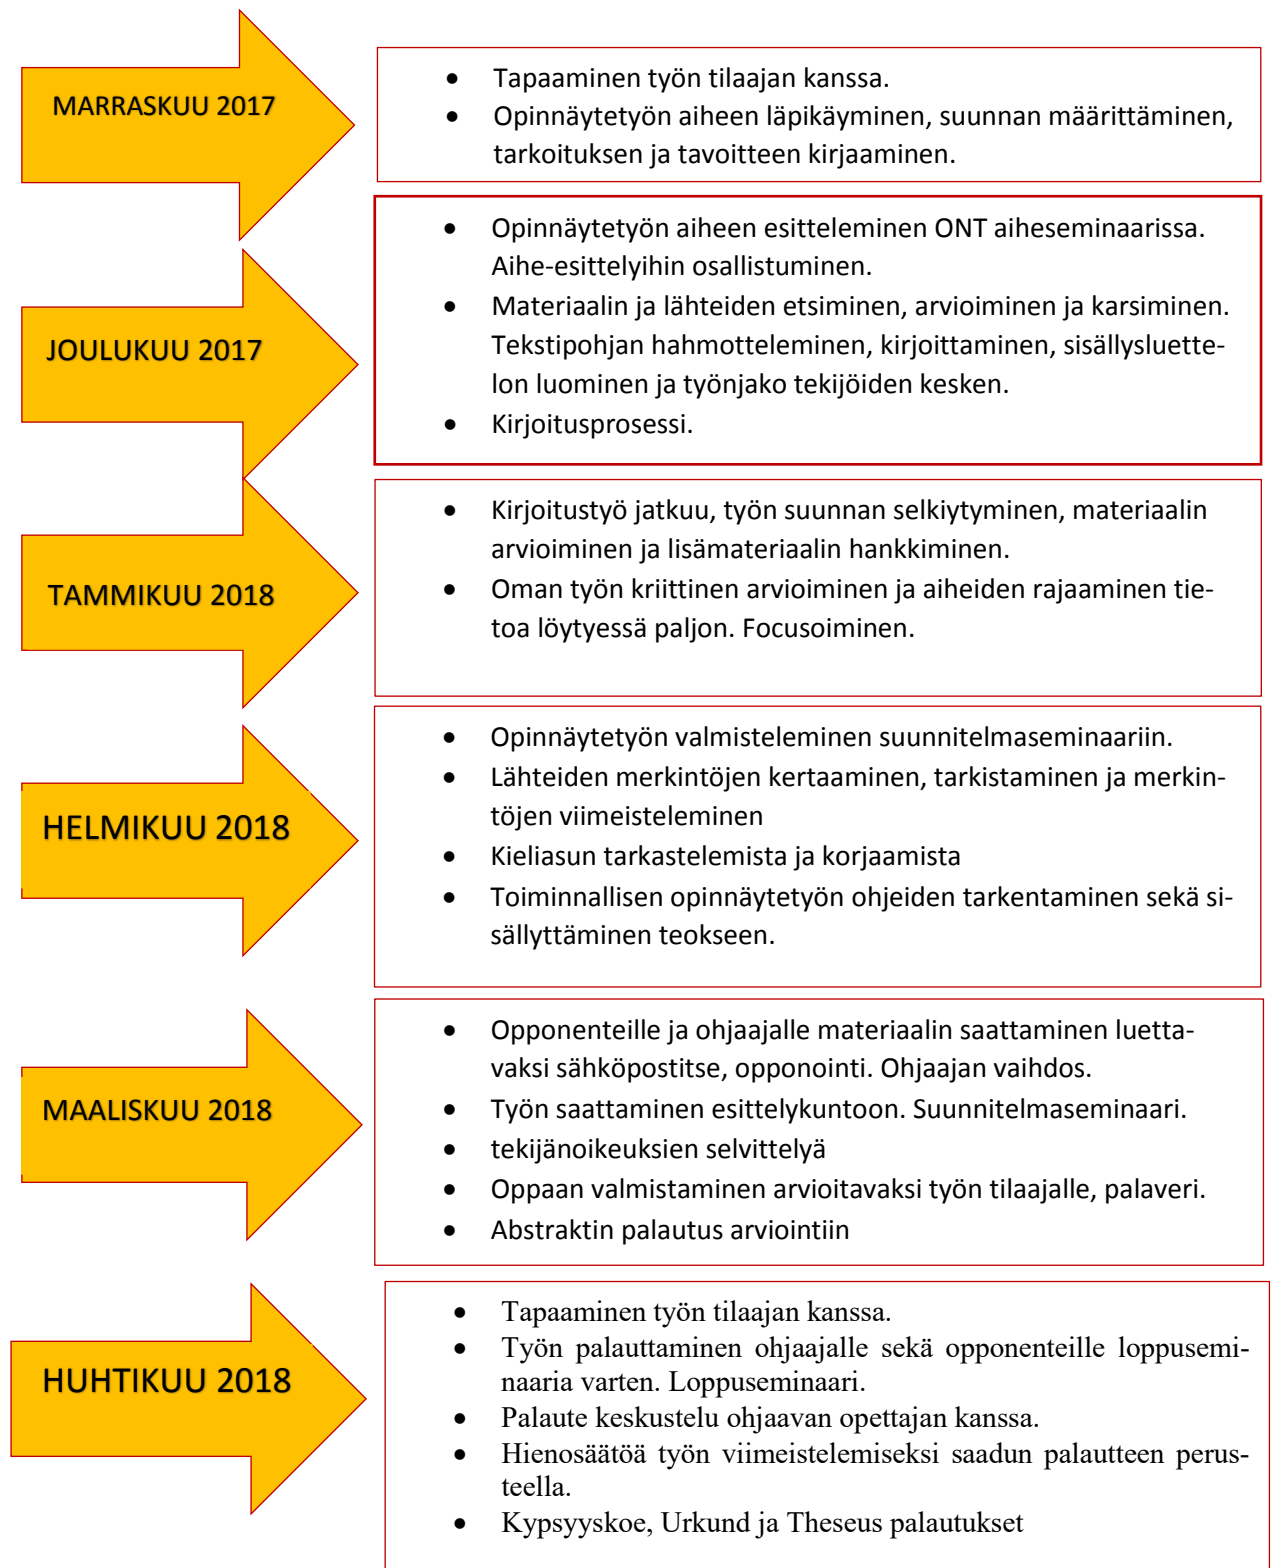 MARRASKUU 2017
• Tapaaminen työn tilaajan kanssa.
• Opinnäytetyön aiheen läpikäyminen, suunnan määrittäminen,
tarkoituksen ja tavoitteen kirjaaminen.
JOULUKUU 2017
• Opinnäytetyön aiheen esitteleminen ONT aiheseminaarissa.
Aihe-esittelyihin osallistuminen.
• Materiaalin ja lähteiden etsiminen, arvioiminen ja karsiminen.
Tekstipohjan hahmotteleminen, kirjoittaminen, sisällysluette-
lon luominen ja työnjako tekijöiden kesken.
• Kirjoitusprosessi.
TAMMIKUU 2018
• Kirjoitustyö jatkuu, työn suunnan selkiytyminen, materiaalin
arvioiminen ja lisämateriaalin hankkiminen.
• Oman työn kriittinen arvioiminen ja aiheiden rajaaminen tie-
toa löytyessä paljon. Focusoiminen.
HELMIKUU 2018
• Opinnäytetyön valmisteleminen suunnitelmaseminaariin.
• Lähteiden merkintöjen kertaaminen, tarkistaminen ja merkin-
töjen viimeisteleminen
• Kieliasun tarkastelemista ja korjaamista
• Toiminnallisen opinnäytetyön ohjeiden tarkentaminen sekä si-
sällyttäminen teokseen.
MAALISKUU 2018
• Opponenteille ja ohjaajalle materiaalin saattaminen luetta-
vaksi sähköpostitse, opponointi. Ohjaajan vaihdos.
• Työn saattaminen esittelykuntoon. Suunnitelmaseminaari.
• tekijänoikeuksien selvittelyä
• Oppaan valmistaminen arvioitavaksi työn tilaajalle, palaveri.
• Abstraktin palautus arviointiin
HUHTIKUU 2018
• Tapaaminen työn tilaajan kanssa.
• Työn palauttaminen ohjaajalle sekä opponenteille loppusemi-
naaria varten. Loppuseminaari.
• Palaute keskustelu ohjaavan opettajan kanssa.
• Hienosäätöä työn viimeistelemiseksi saadun palautteen perus-
teella.
• Kypsyyskoe, Urkund ja Theseus palautukset